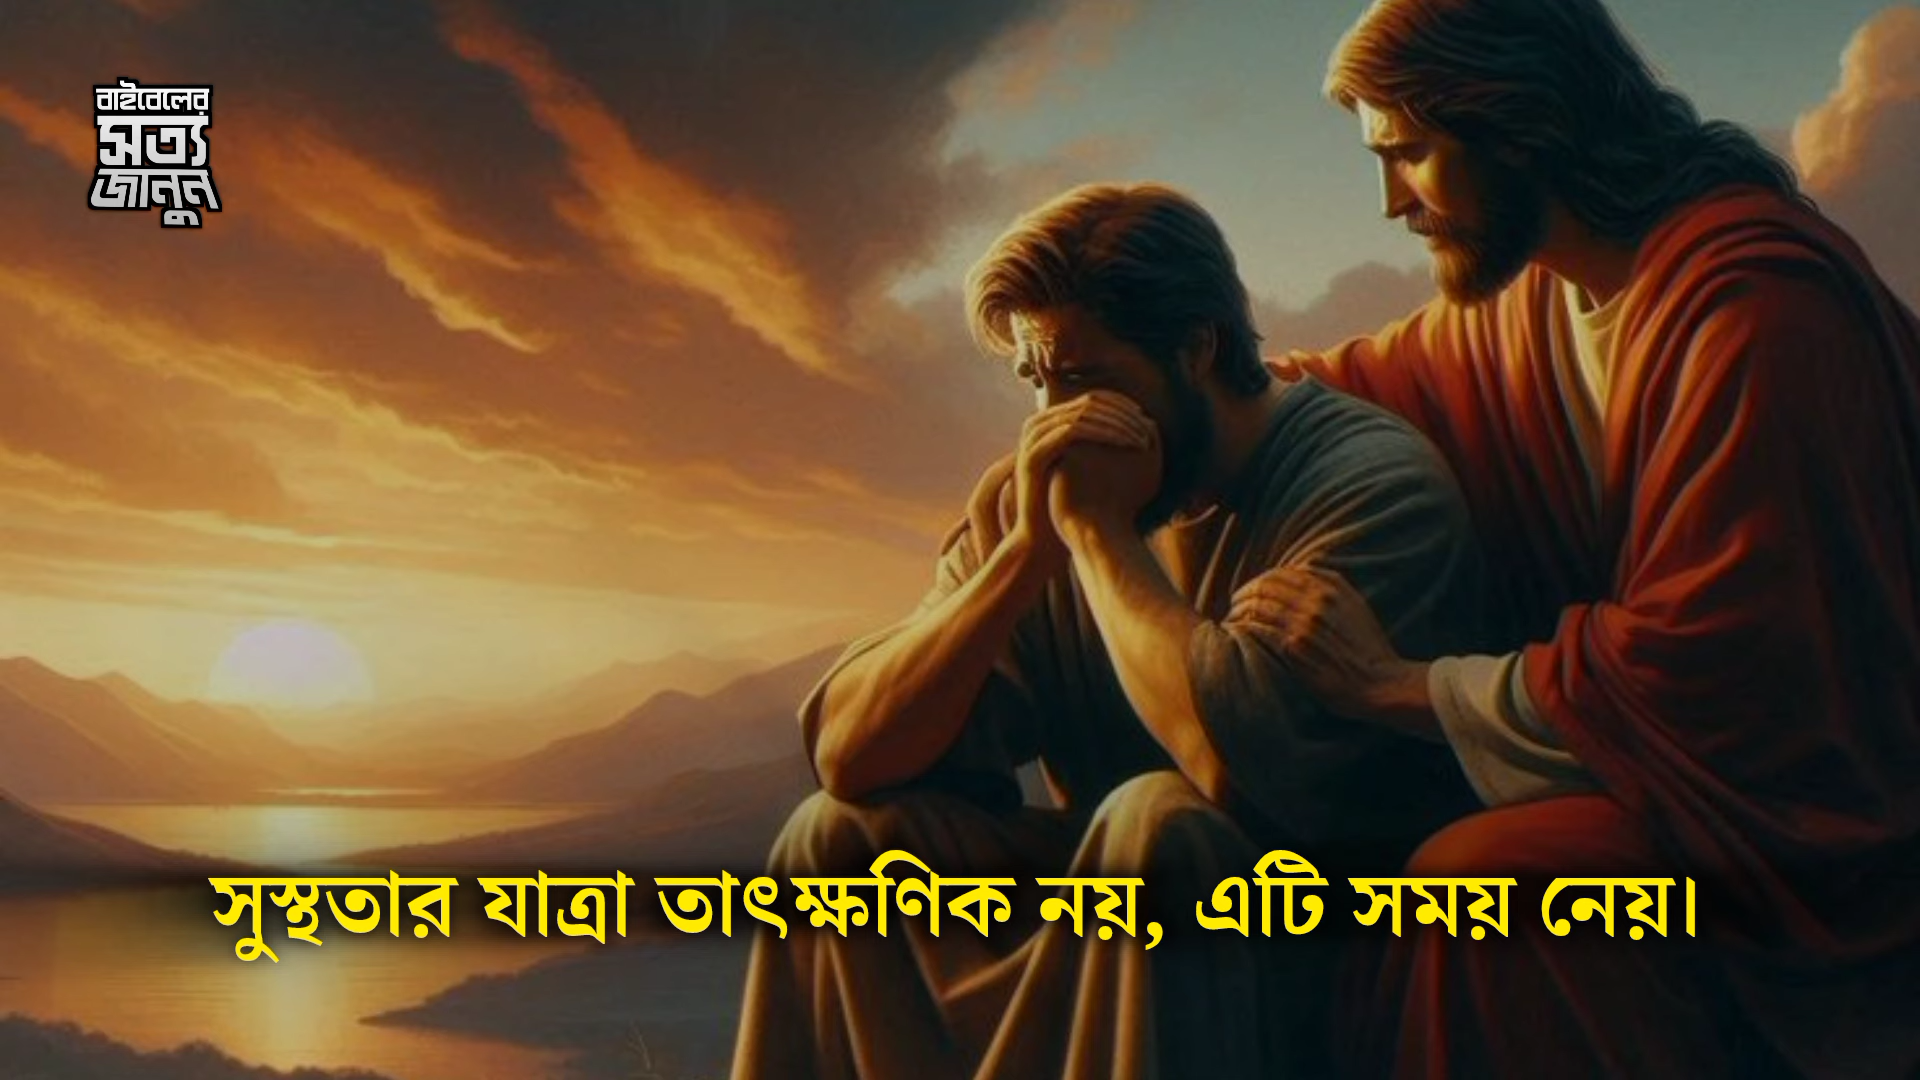 বাইবেলের
সত্য
জানুন
সুস্থতার যাত্রা তাৎক্ষণিক নয়, এটি সময় নেয়।